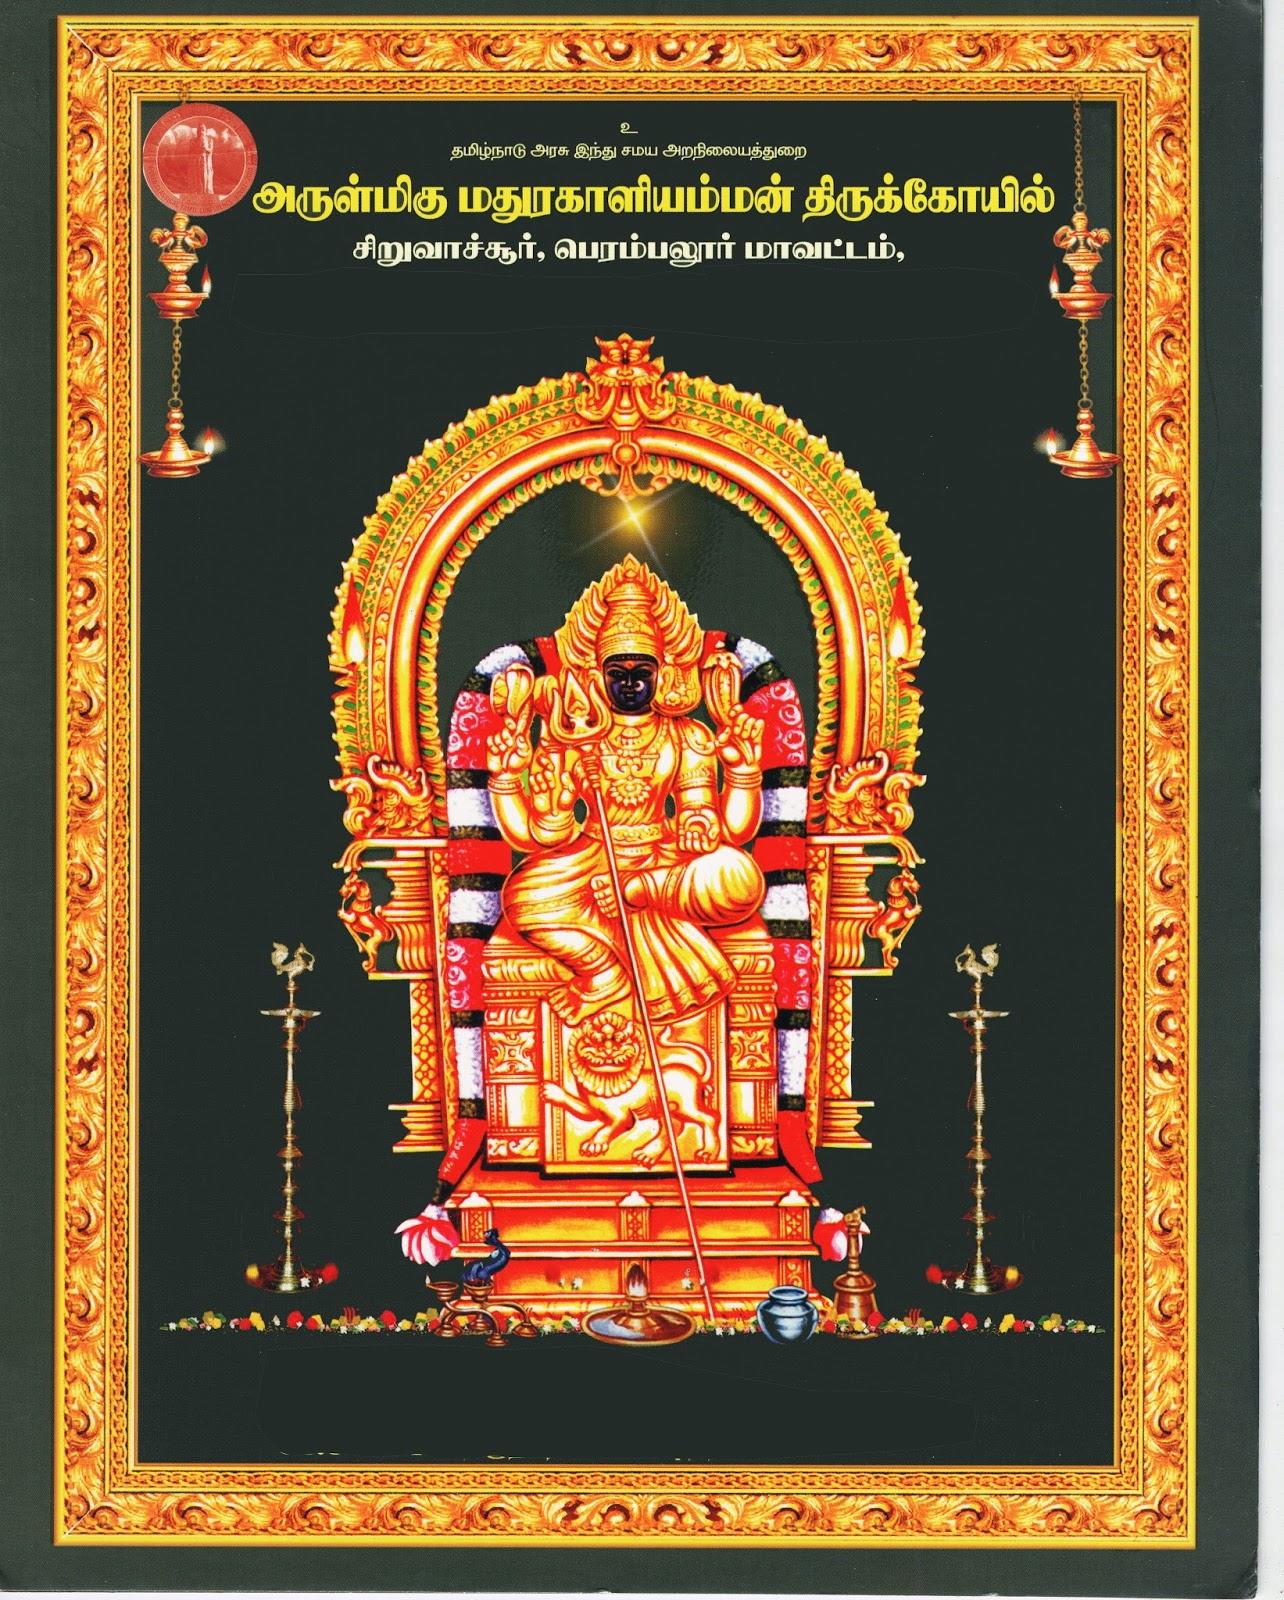 உ
தமிழ்நாடு அரசு இந்து சமய அறநிலையத்துறை
அருள்மிகு மதுரகாளியம்மன் திருக்கோயில்
சிறுவாச்சூர், பெரம்பலூர் மாவட்டம்,